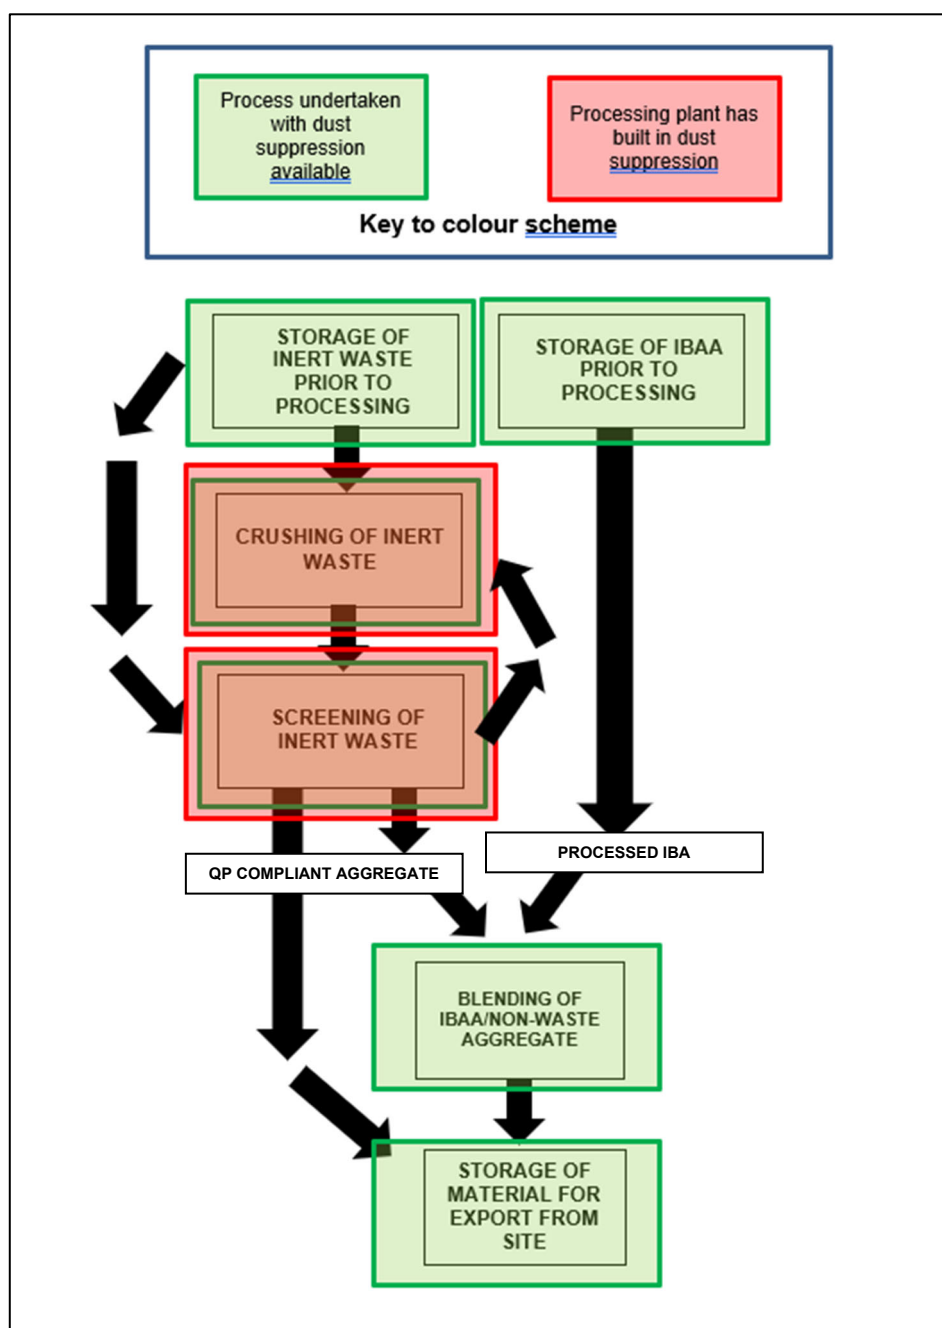 Process undertaken
with dust
suppression
available
Processing plant has
built in dust
suppression
Key to colour scheme
STORAGE OF
INERT WASTE
PRIOR TO
PROCESSING
STORAGE OF IBAA
PRIOR TO
PROCESSING
CRUSHING OF INERT
WASTE
SCREENING OF
INERT WASTE
QP COMPLIANT AGGREGATE
PROCESSED IBA
BLENDING OF
IBAA/NON-WASTE
AGGREGATE
STORAGE OF
MATERIAL FOR
EXPORT FROM
SITE